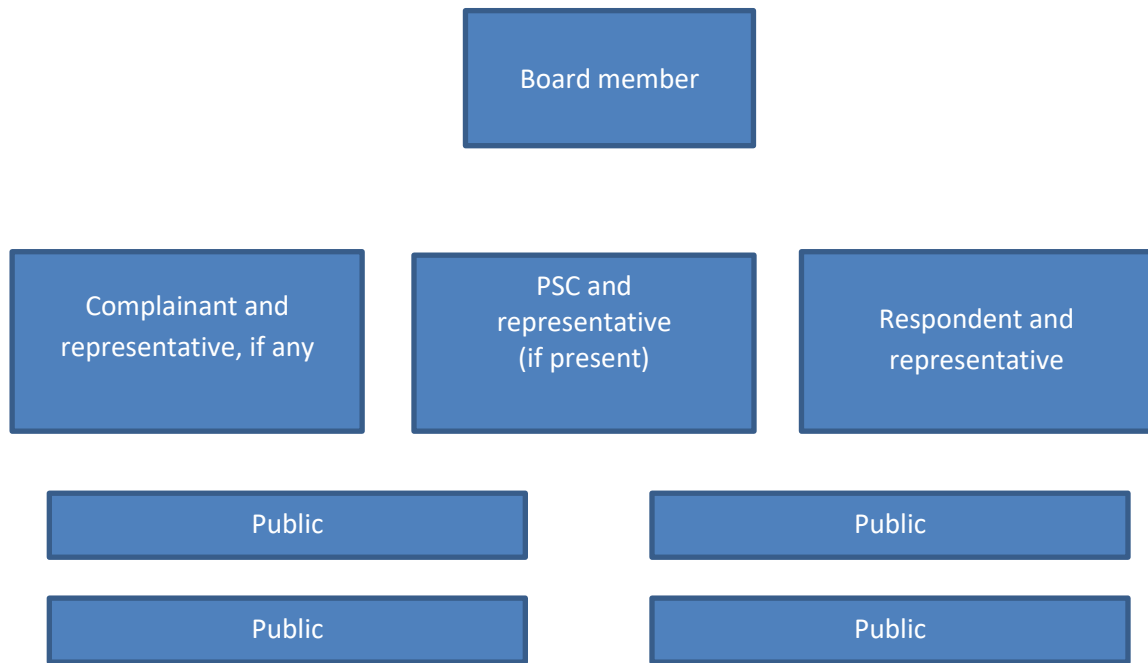 Board member
Complainant and
representative, if any
PSC and
representative
(if present)
Respondent and
representative
Public
Public
Public
Public